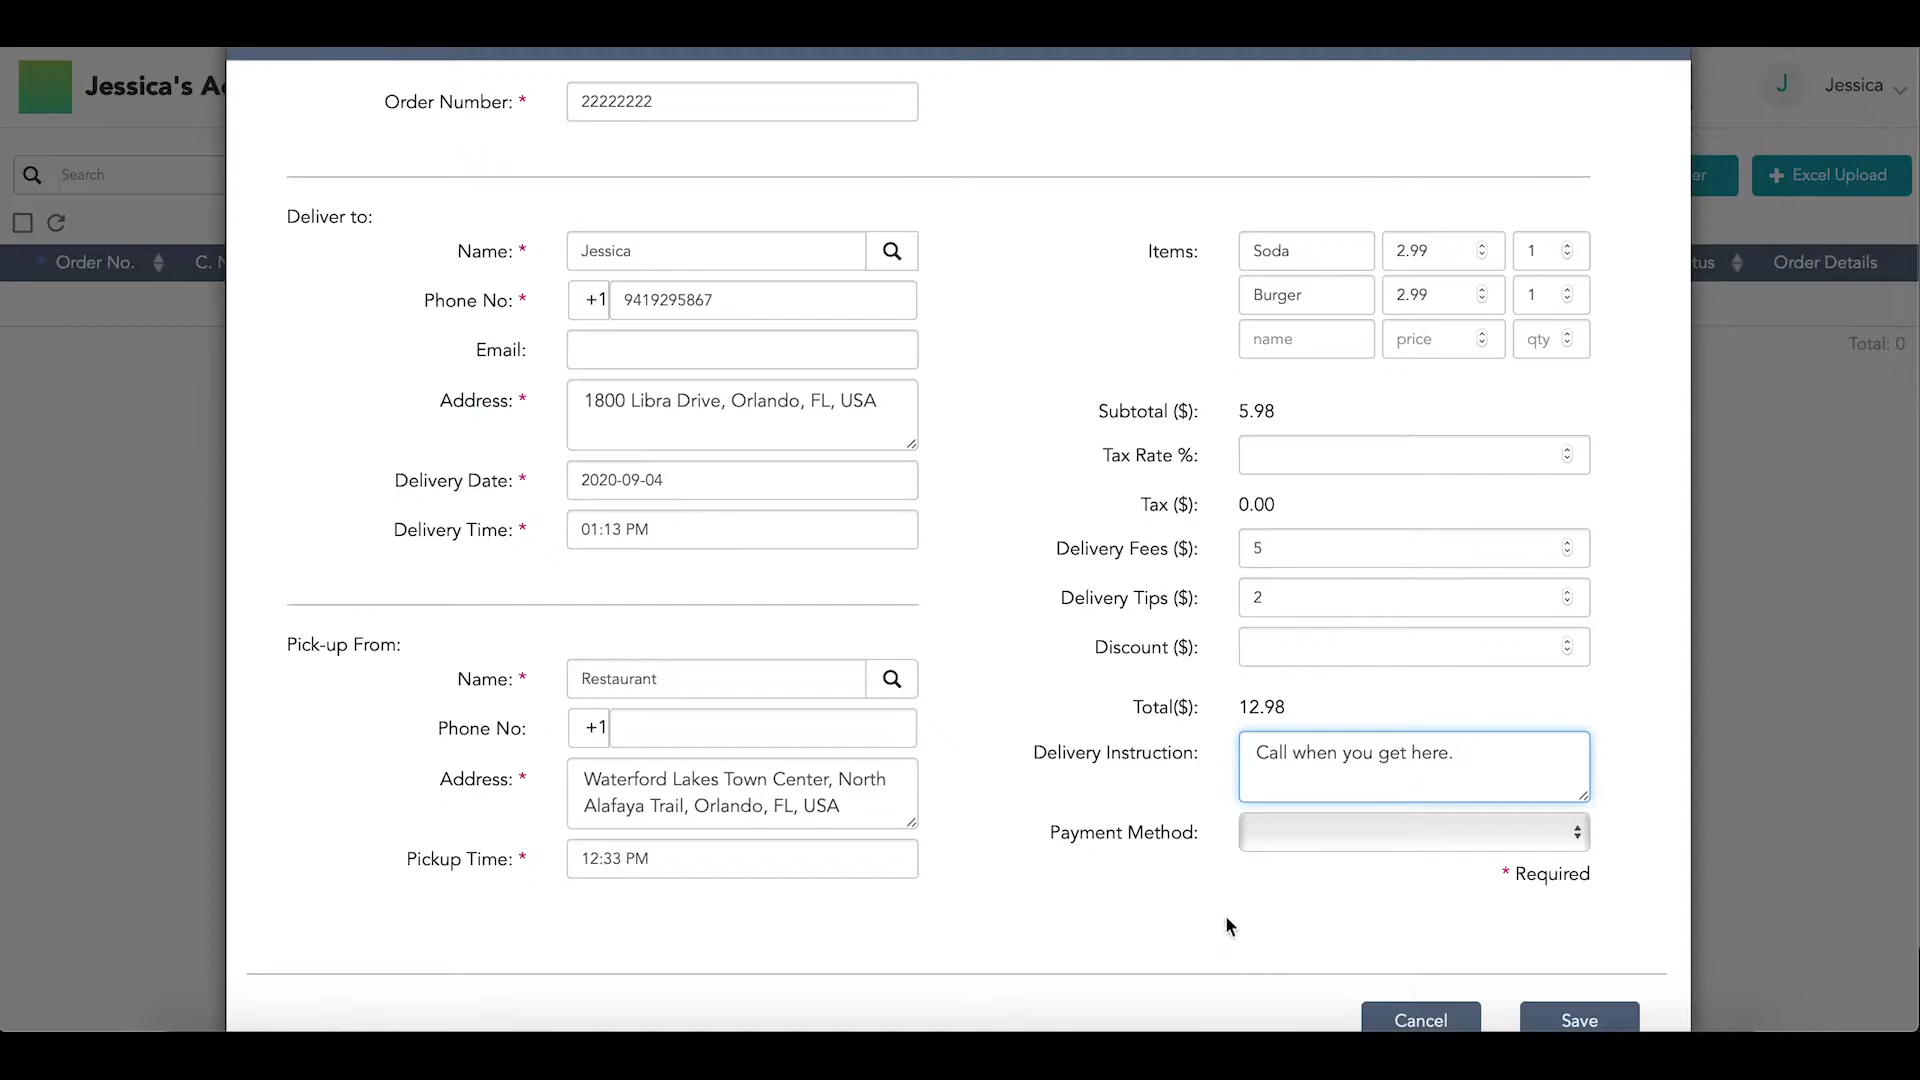 Jessica's A
J
Jessica
Search
er
+ Excel Upload
Order No.
C. N
tus
Order Details
Total: 0
Order Number: *
22222222
Deliver to:
Name: *
Jessica
Phone No: *
+1
9419295867
Email:
Address: *
1800 Libra Drive, Orlando, FL, USA
Delivery Date: *
2020-09-04
Delivery Time: *
01:13 PM
Pick-up From:
Name: *
Restaurant
Phone No:
+1
Address: *
Waterford Lakes Town Center, North
Alafaya Trail, Orlando, FL, USA
Pickup Time: *
12:33 PM
Items:
Soda 2.99 1
Burger 2.99 1
name price qty
Subtotal ($): 5.98
Tax Rate %:
Tax ($): 0.00
Delivery Fees ($): 5
Delivery Tips ($): 2
Discount ($):
Total($): 12.98
Delivery Instruction: Call when you get here.
Payment Method:
* Required
Cancel
Save